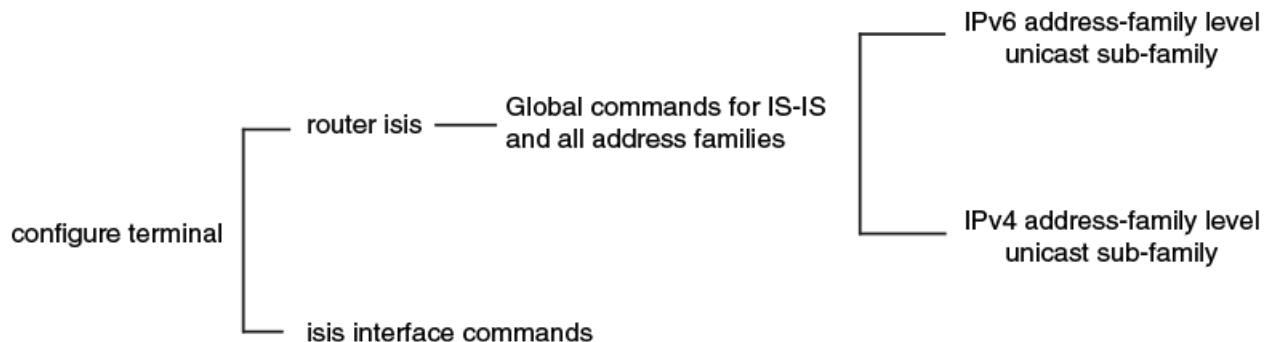 IPv6 address-family level
unicast sub-family
Global commands for IS-IS
router isis
and all address families
IPv4 address-family level
configure terminal
unicast sub-family
isis interface commands